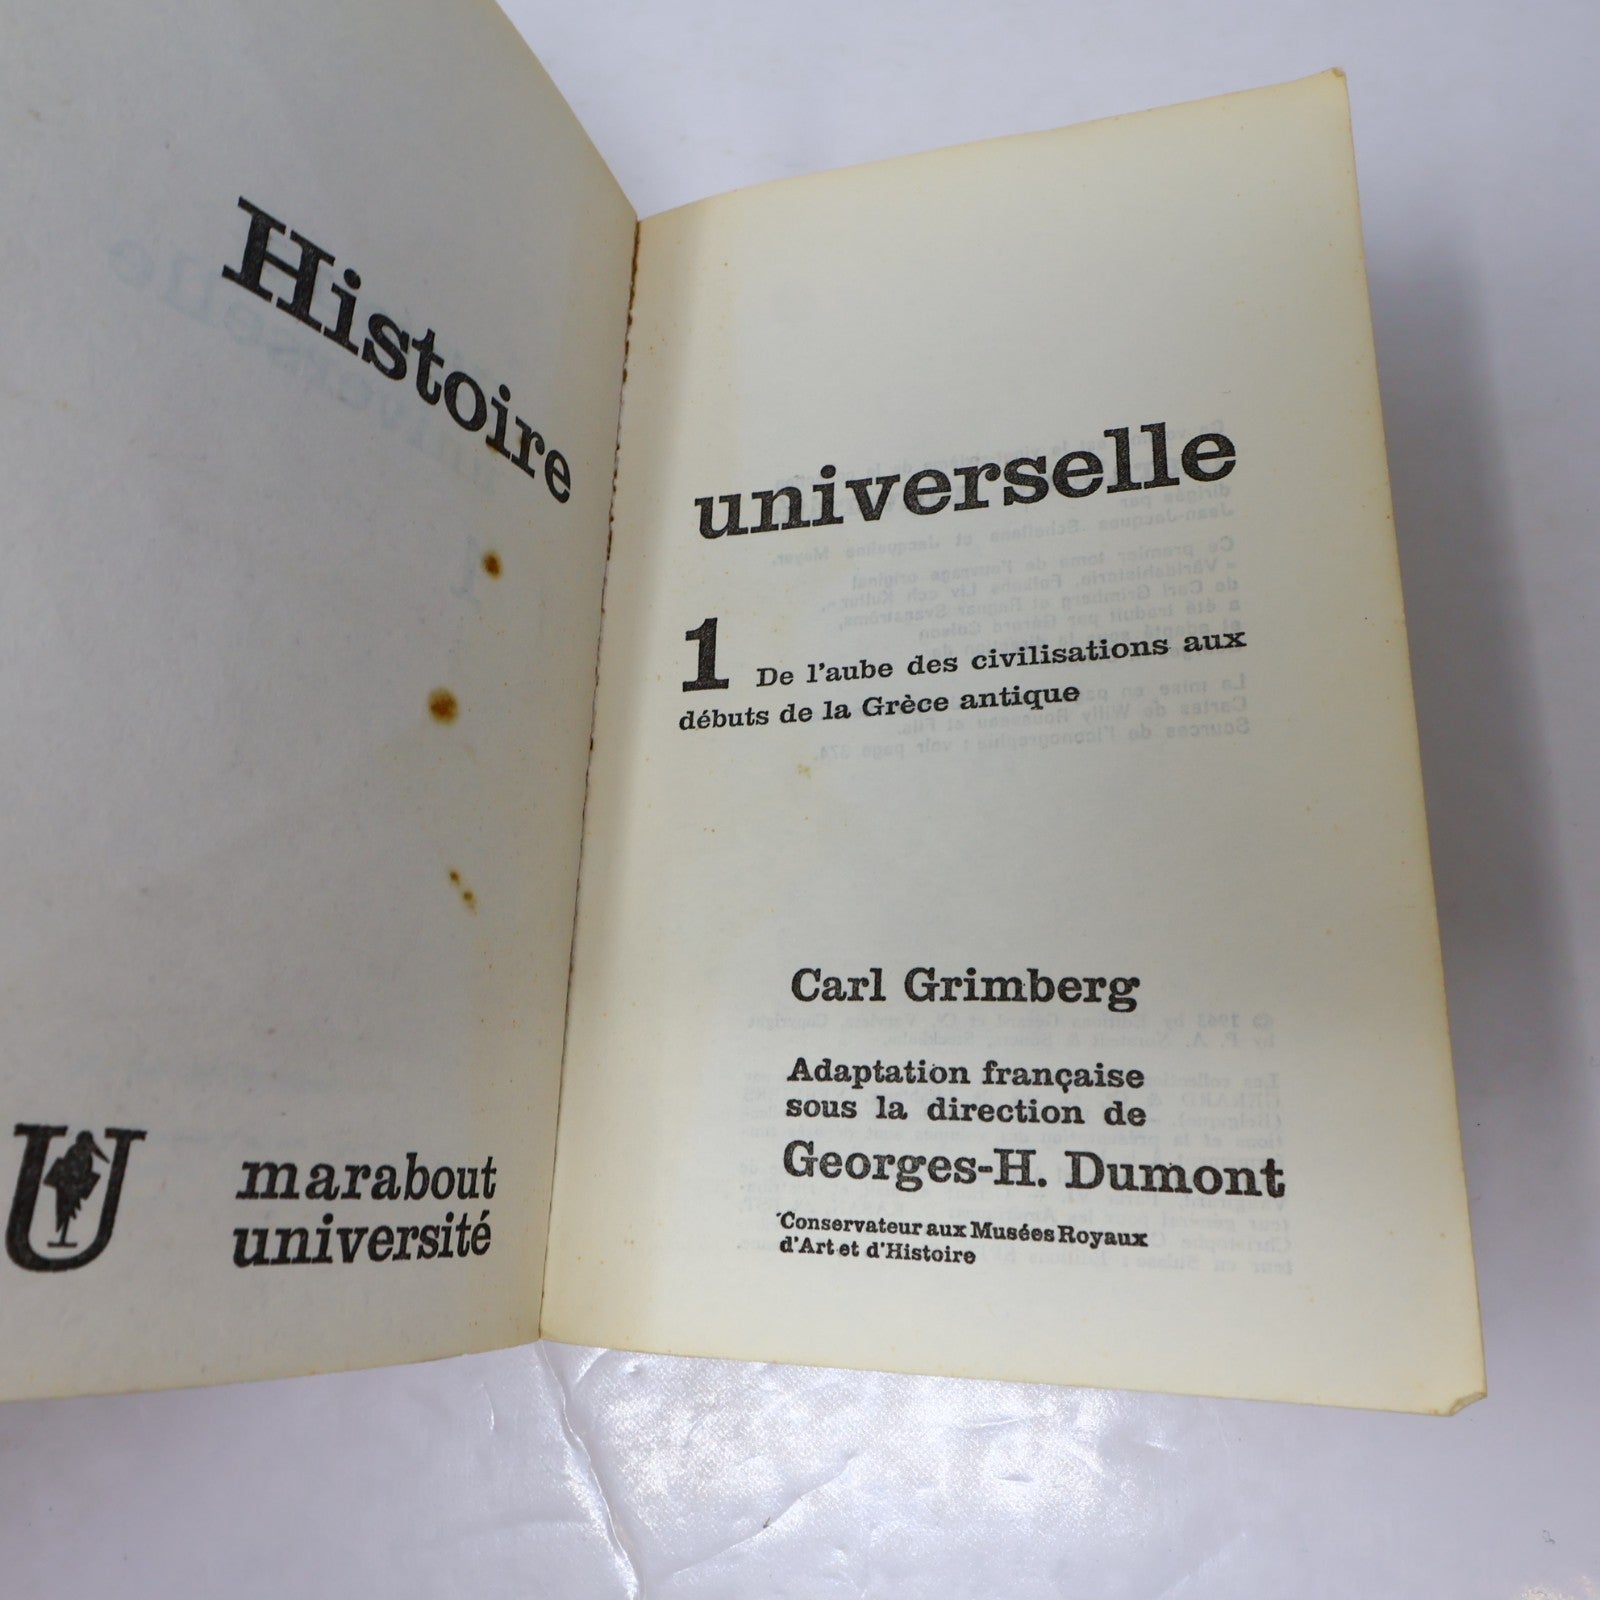 Histoire
marabout
université
universelle
1 De l'aube des civilisations aux
débuts de la Grèce antique
Carl Grimberg
Adaptation française
sous la direction de
Georges-H. Dumont
Conservateur aux Musées Royaux
d'Art et d'Histoire